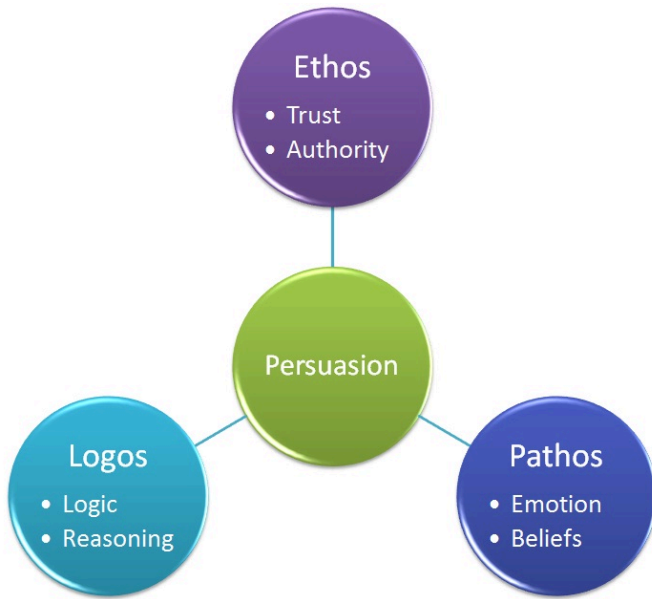 Ethos
• Trust
• Authority
Persuasion
Logos
• Logic
• Reasoning
Pathos
• Emotion
• Beliefs